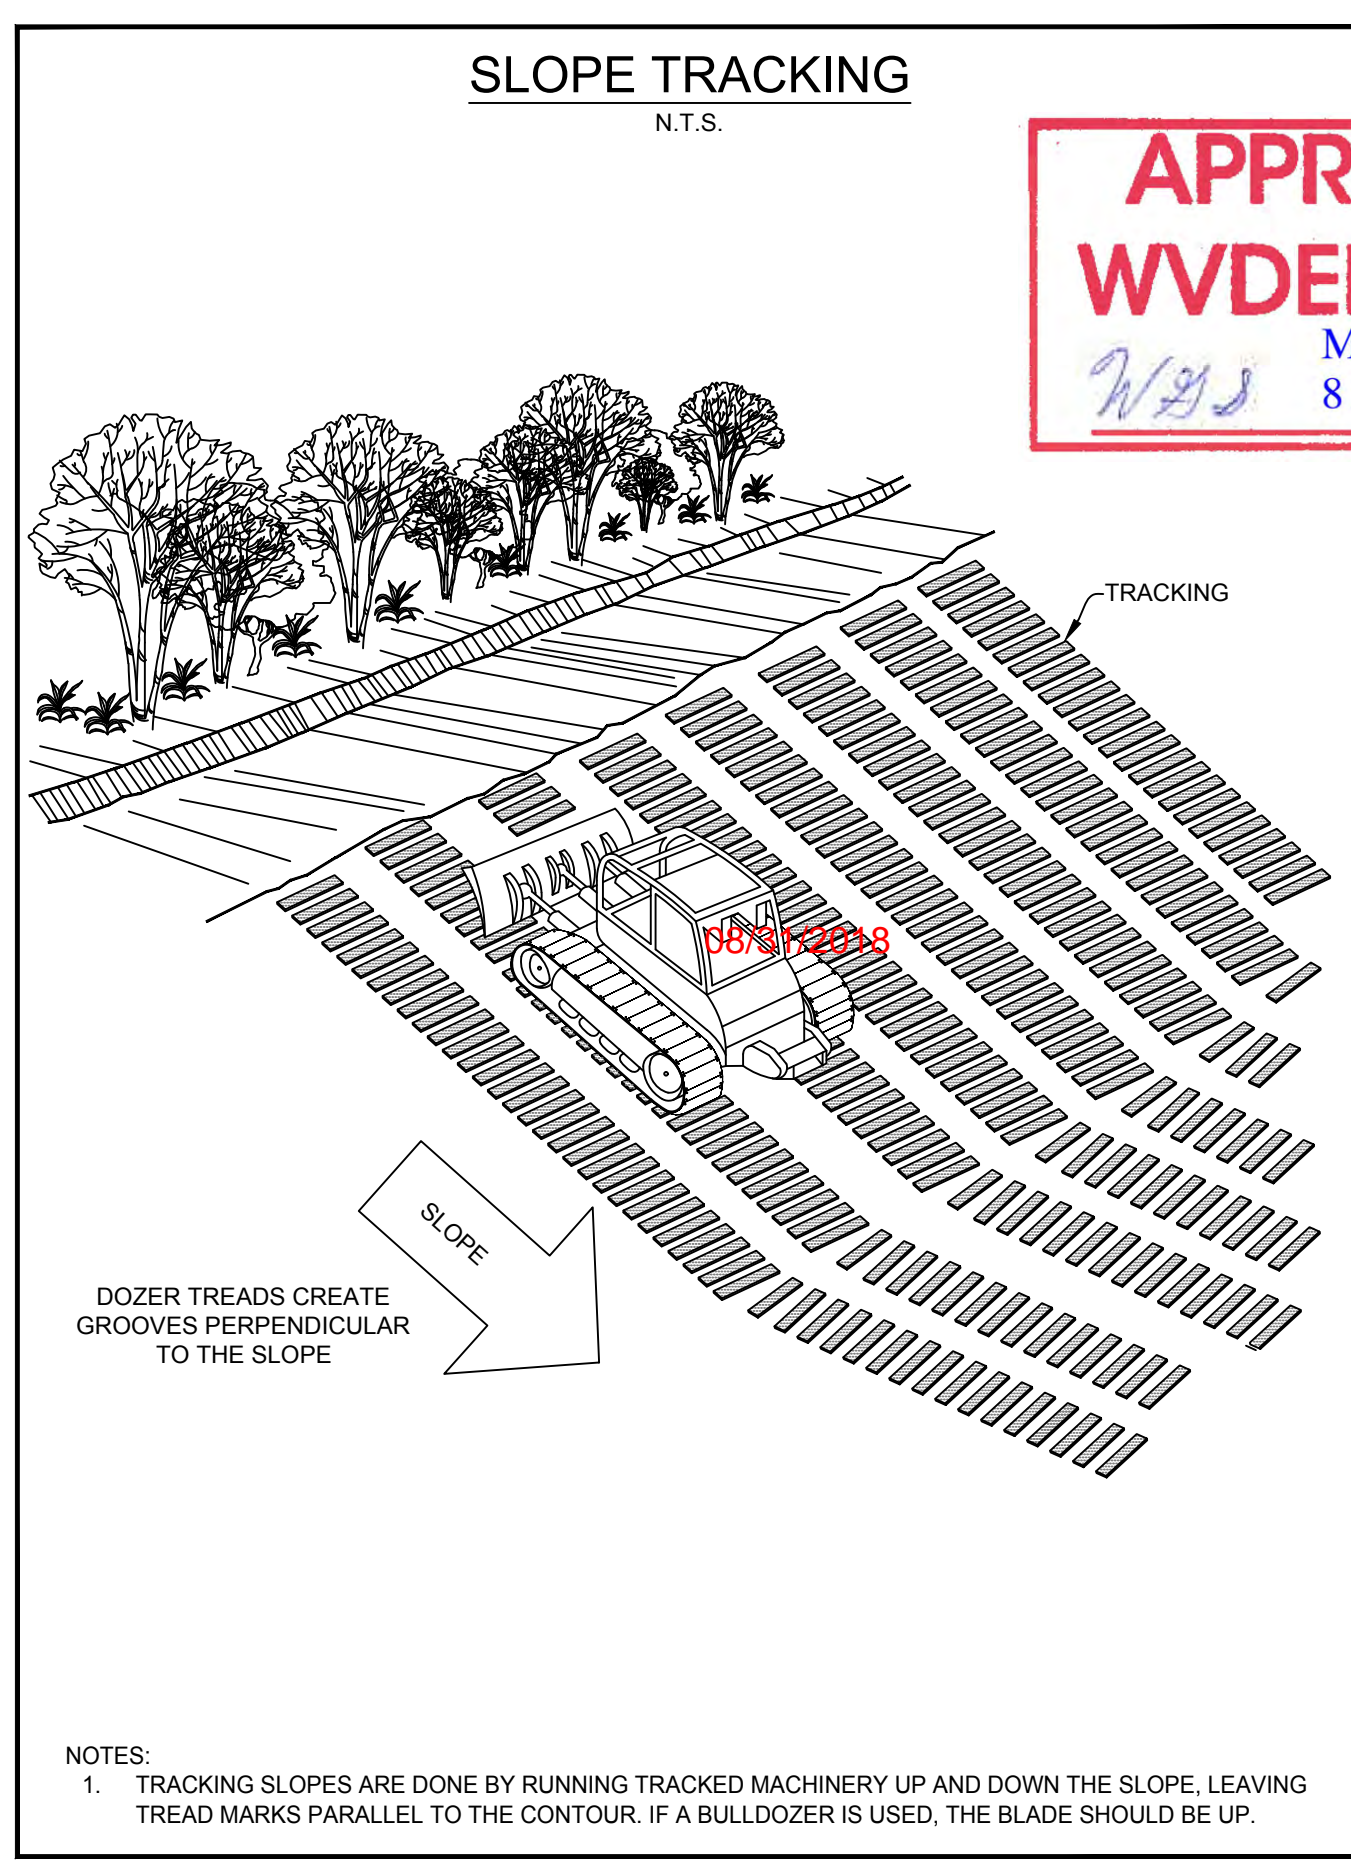 SLOPE TRACKING
N.T.S.
APPR
WVDE
WGS
M
8
TRACKING
08/31/2018
SLOPE
DOZER TREADS CREATE
GROOVES PERPENDICULAR
TO THE SLOPE
NOTES:
1. TRACKING SLOPES ARE DONE BY RUNNING TRACKED MACHINERY UP AND DOWN THE SLOPE, LEAVING
TREAD MARKS PARALLEL TO THE CONTOUR. IF A BULLDOZER IS USED, THE BLADE SHOULD BE UP.